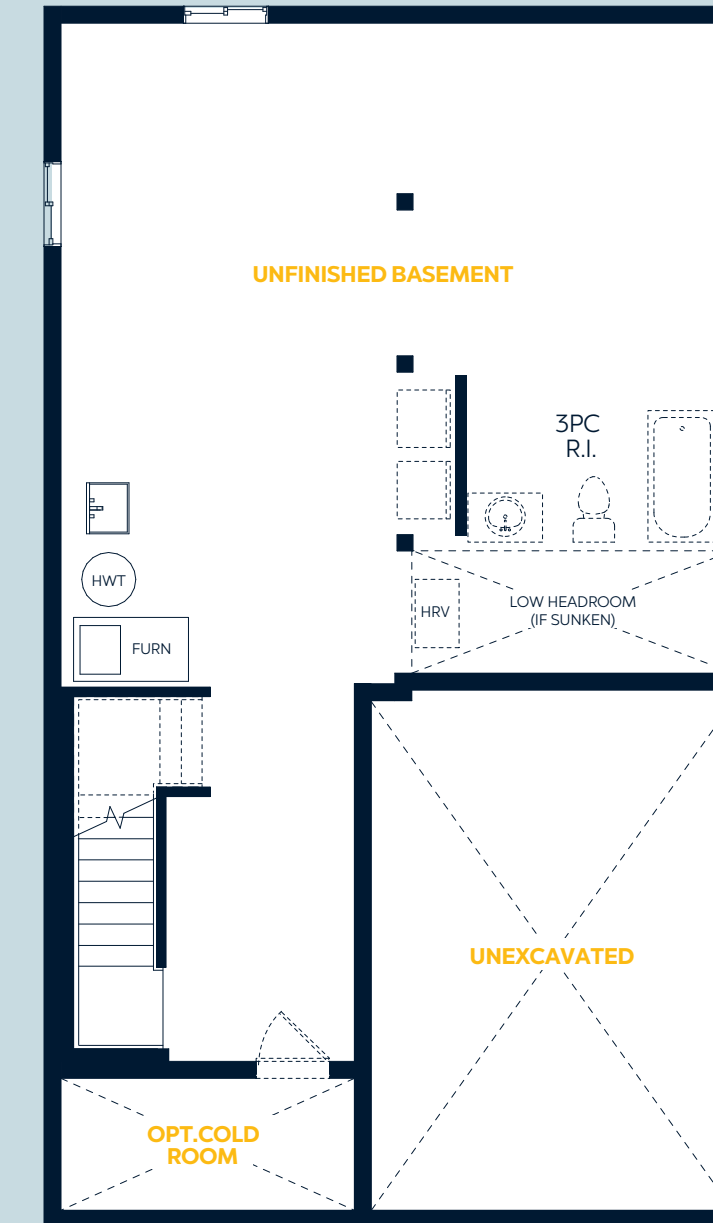 UNFINISHED BASEMENT
3PC
R.I.
HWT
LOW HEADROOM
(IF SUNKEN)
HRV
FURN
UNEXCAVATED
OPT.COLD
ROOM